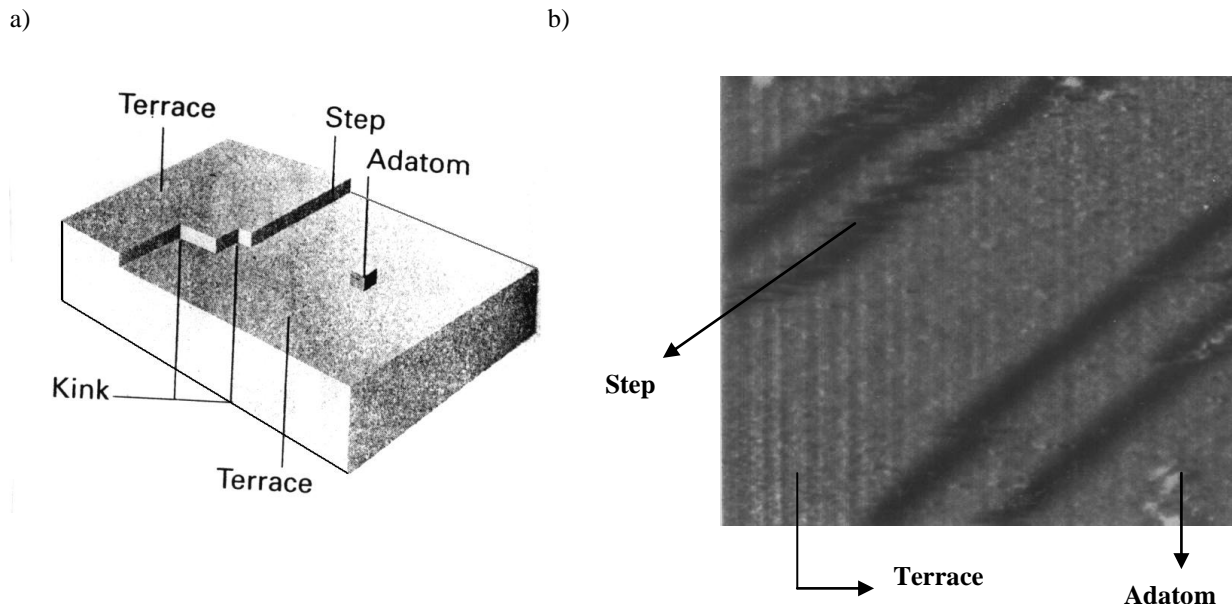 a)
b)
Terrace
Step
Adatom
Kink
Terrace
Step
Terrace
Adatom